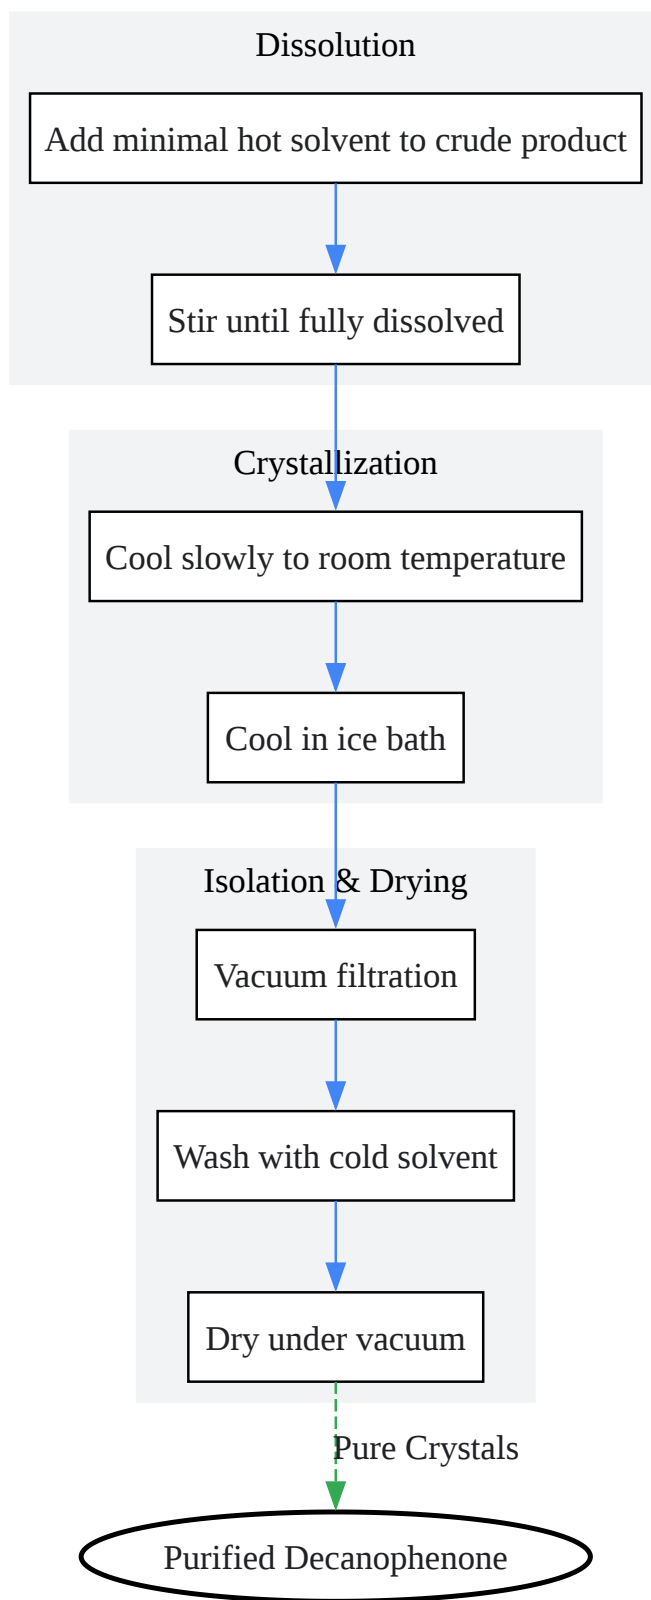 Dissolution
Add minimal hot solvent to crude product
Stir until fully dissolved
Crystallization
Cool slowly to room temperature
Cool in ice bath
Isolation & Drying
Vacuum filtration
Wash with cold solvent
Dry under vacuum
Pure Crystals
Purified Decanophenone